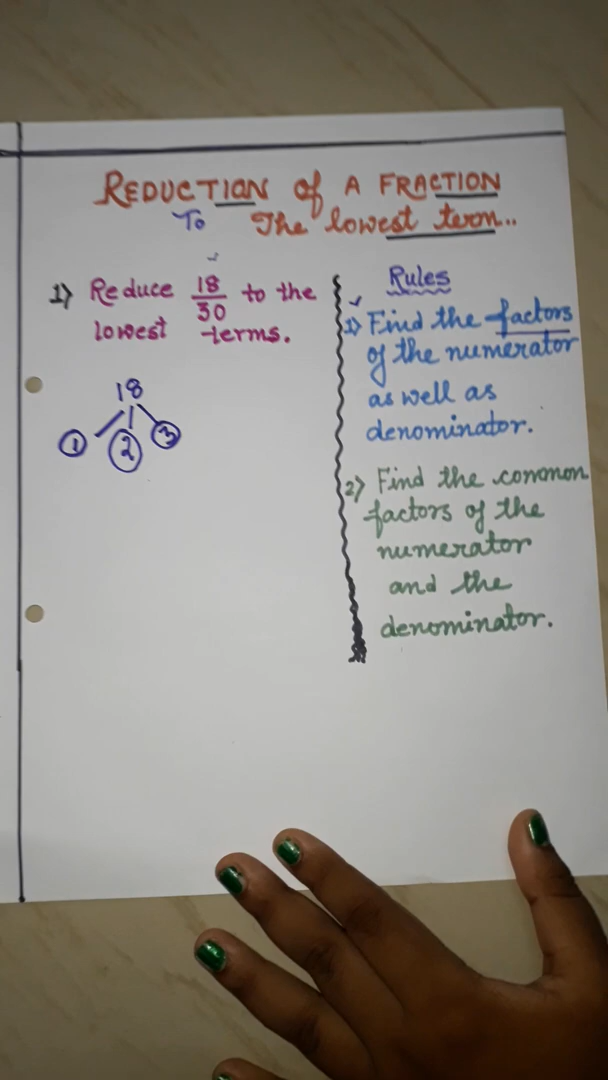 REDUCTION of A FRACTION
To The lowest term..
1) Reduce 18/30 to the
lowest terms.
18
1 2 3
Rules
1) Find the factors
of the numerator
as well as
denominator.
2) Find the common
factors of the
numerator
and the
denominator.